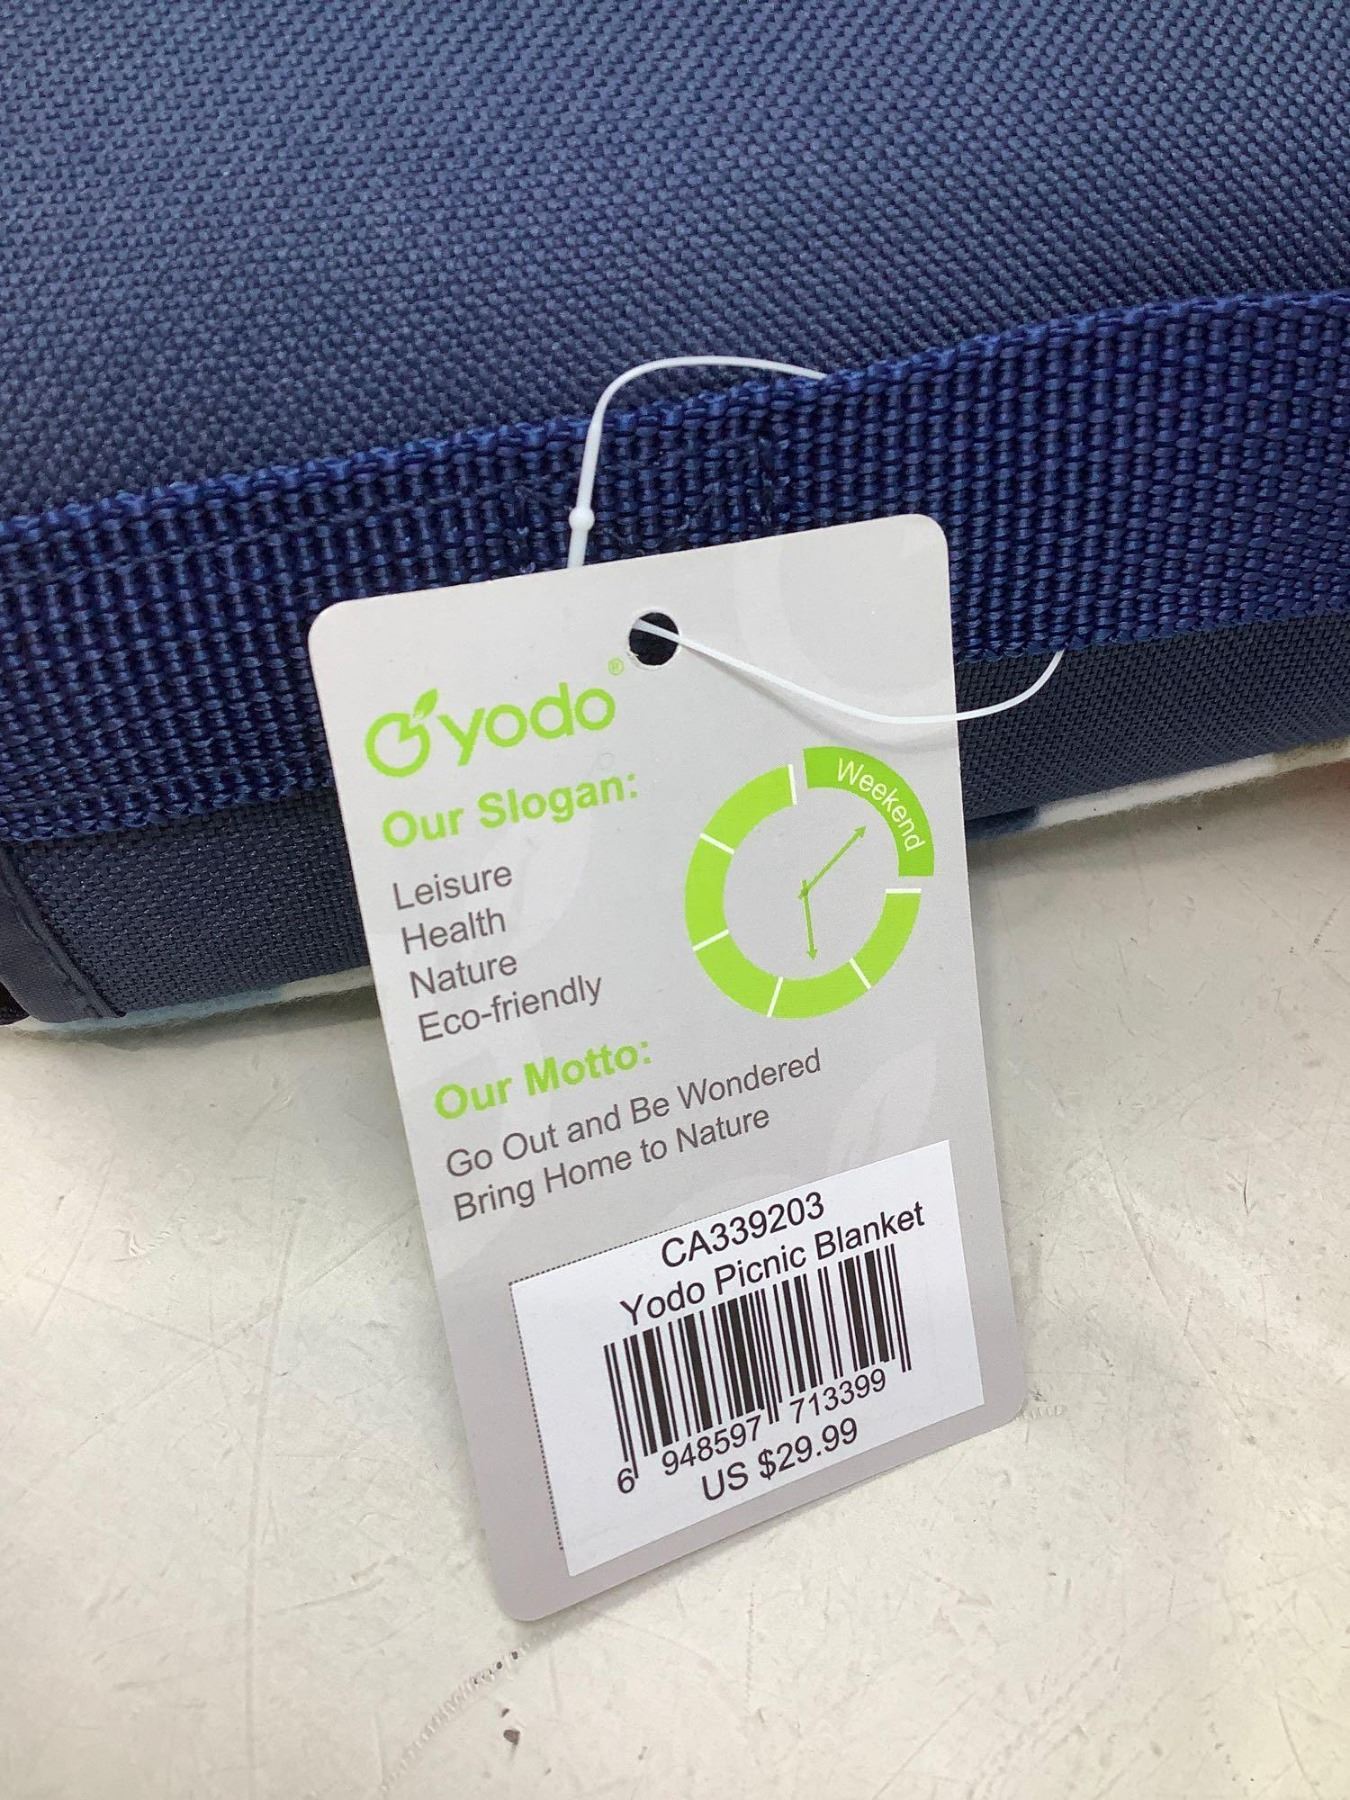 yodo®
Our Slogan:
Leisure
Health
Nature
Eco-friendly
Weekend
Our Motto:
Go Out and Be Wondered
Bring Home to Nature
CA339203
Yodo Picnic Blanket
6 948597 713399
US $29.99